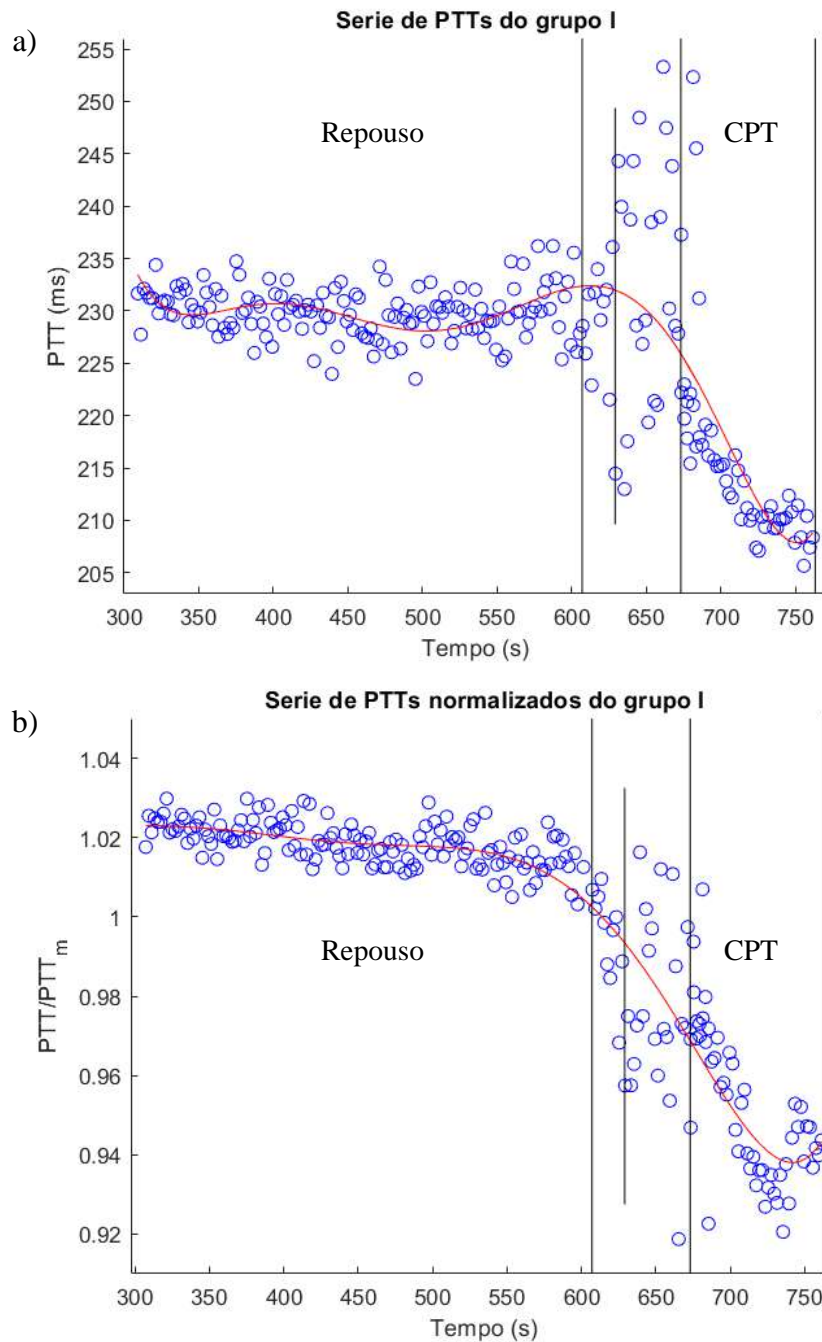 a)
Serie de PTTs do grupo I
255
250
245
240
235
230
225
220
215
210
205
PTT (ms)
Repouso
CPT
300 350 400 450 500 550 600 650 700 750
Tempo (s)
b)
Serie de PTTs normalizados do grupo I
1.04
1.02
1
0.98
0.96
0.94
0.92
PTT/PTT_m
Repouso
CPT
300 350 400 450 500 550 600 650 700 750
Tempo (s)